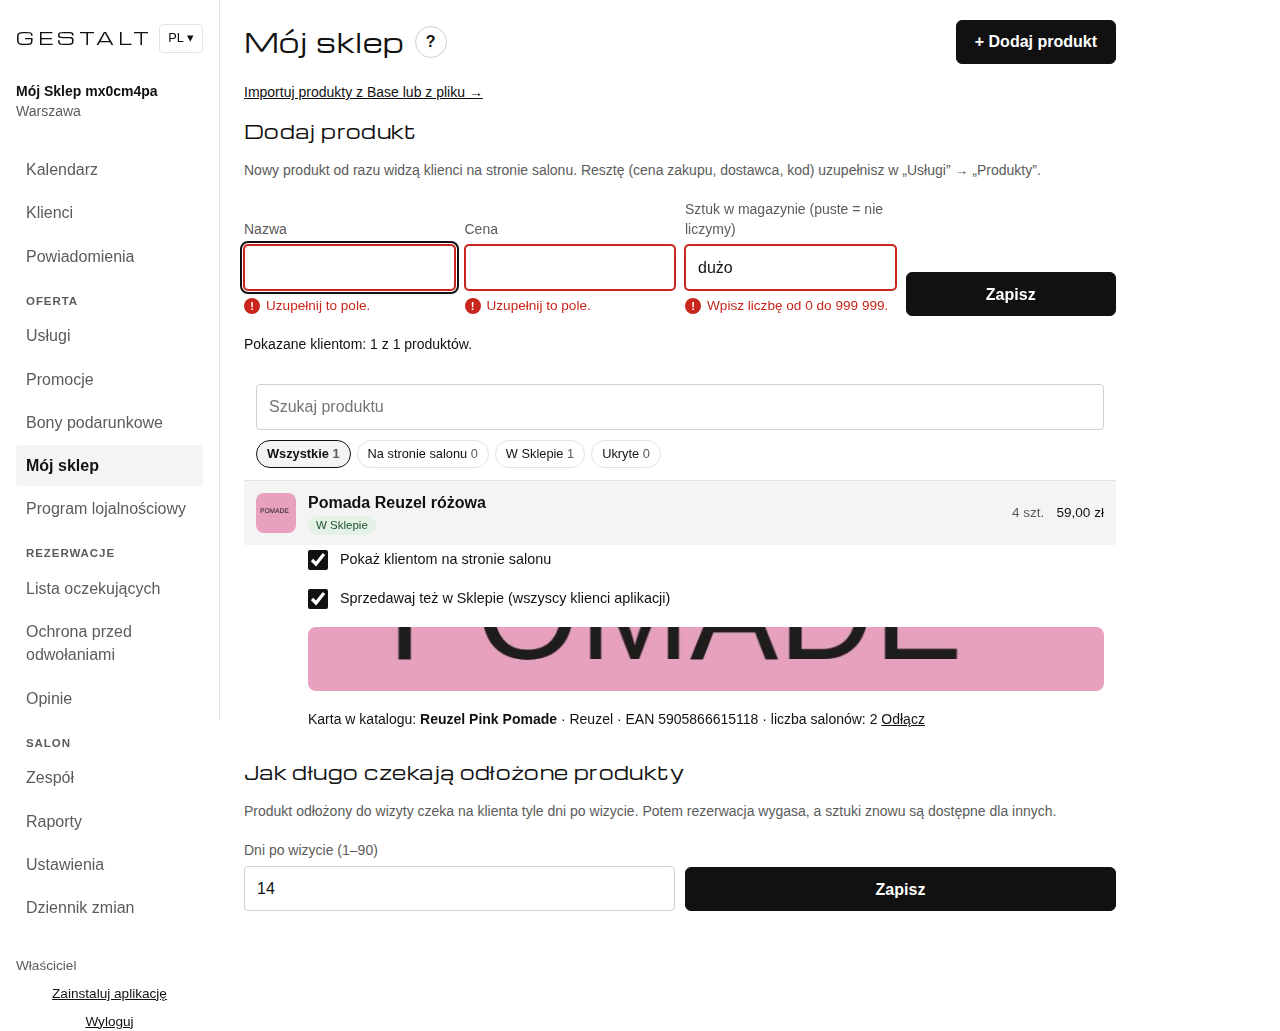 GESTALT
PL ▾
Mój Sklep mx0cm4pa
Warszawa
Kalendarz
Klienci
Powiadomienia
OFERTA
Usługi
Promocje
Bony podarunkowe
Mój sklep
Program lojalnościowy
REZERWACJE
Lista oczekujących
Ochrona przed
odwołaniami
Opinie
SALON
Zespół
Raporty
Ustawienia
Dziennik zmian
Właściciel
Zainstaluj aplikację
Wyloguj
Mój sklep
?
+ Dodaj produkt
Importuj produkty z Base lub z pliku →
Dodaj produkt
Nowy produkt od razu widzą klienci na stronie salonu. Resztę (cena zakupu, dostawca, kod) uzupełnisz w „Usługi” → „Produkty”.
Nazwa
Cena
Sztuk w magazynie (puste = nie
liczymy)
dużo
! Uzupełnij to pole.
! Uzupełnij to pole.
! Wpisz liczbę od 0 do 999 999.
Zapisz
Pokazane klientom: 1 z 1 produktów.
Szukaj produktu
Wszystkie 1
Na stronie salonu 0
W Sklepie 1
Ukryte 0
POMADE
Pomada Reuzel różowa
W Sklepie
4 szt.
59,00 zł
Pokaż klientom na stronie salonu
Sprzedawaj też w Sklepie (wszyscy klienci aplikacji)
POMADE
Karta w katalogu: Reuzel Pink Pomade · Reuzel · EAN 5905866615118 · liczba salonów: 2 Odłącz
Jak długo czekają odłożone produkty
Produkt odłożony do wizyty czeka na klienta tyle dni po wizycie. Potem rezerwacja wygasa, a sztuki znowu są dostępne dla innych.
Dni po wizycie (1–90)
14
Zapisz